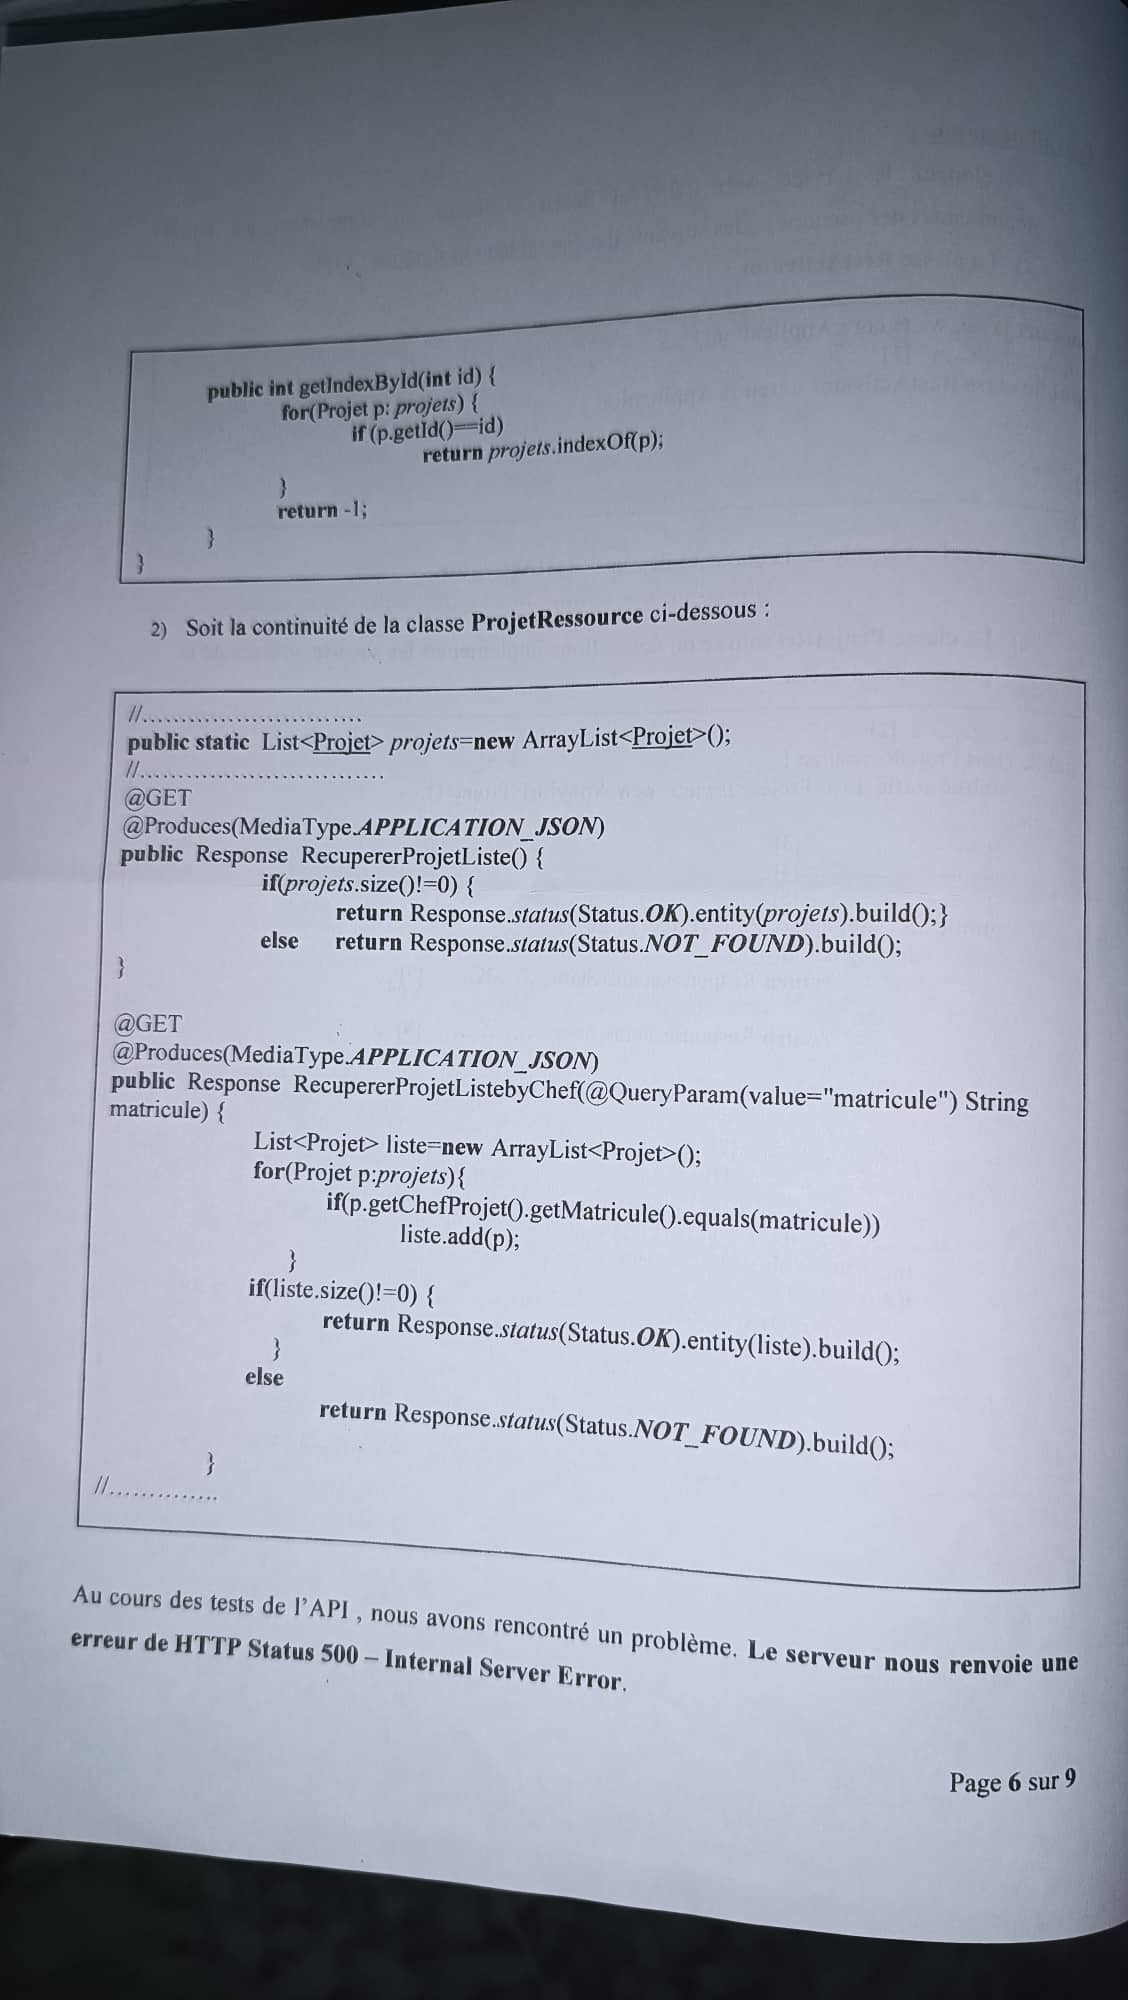 public int getIndexById(int id) {
for(Projet p: projets) {
if (p.getId()==id)
return projets.indexOf(p);
}
return -1;
}
}
2) Soit la continuité de la classe ProjetRessource ci-dessous :
//............................
public static List<Projet> projets=new ArrayList<Projet>();
//................................
@GET
@Produces(MediaType.APPLICATION_JSON)
public Response RecupererProjetListe() {
if(projets.size()!=0) {
return Response.status(Status.OK).entity(projets).build();}
else return Response.status(Status.NOT_FOUND).build();
}
@GET
@Produces(MediaType.APPLICATION_JSON)
public Response RecupererProjetListebyChef(@QueryParam(value="matricule") String
matricule) {
List<Projet> liste=new ArrayList<Projet>();
for(Projet p:projets){
if(p.getChefProjet().getMatricule().equals(matricule))
liste.add(p);
}
if(liste.size()!=0) {
return Response.status(Status.OK).entity(liste).build();
}
else
return Response.status(Status.NOT_FOUND).build();
}
//..............
Au cours des tests de l'API , nous avons rencontré un problème. Le serveur nous renvoie une
erreur de HTTP Status 500 – Internal Server Error.
Page 6 sur 9